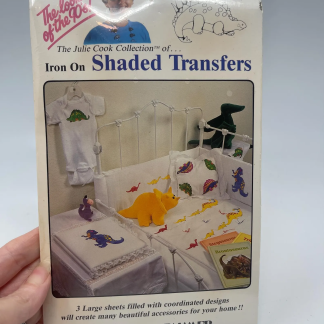 The look
of the 90s!
The Julie Cook Collection™ of. . .
Iron On Shaded Transfers
3 Large sheets filled with coordinated designs
will create many beautiful accessories for your home !!